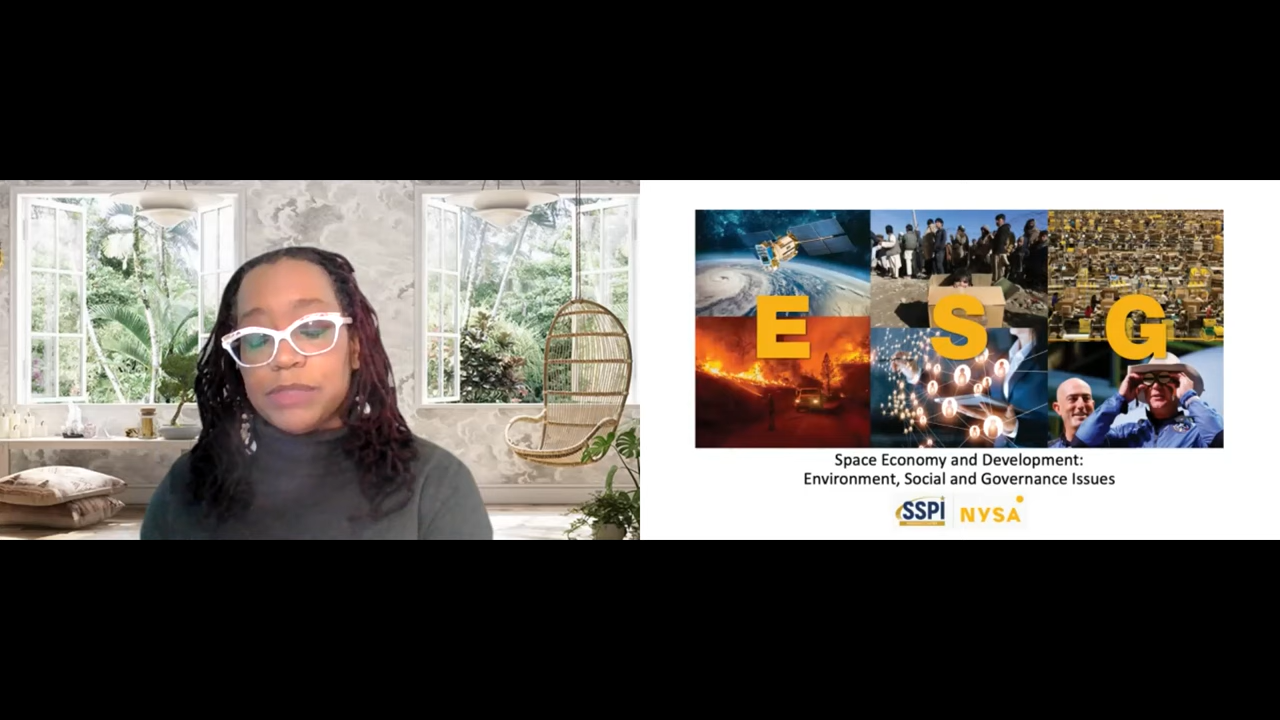 E S G
Space Economy and Development:
Environment, Social and Governance Issues
SSPI
NYSA